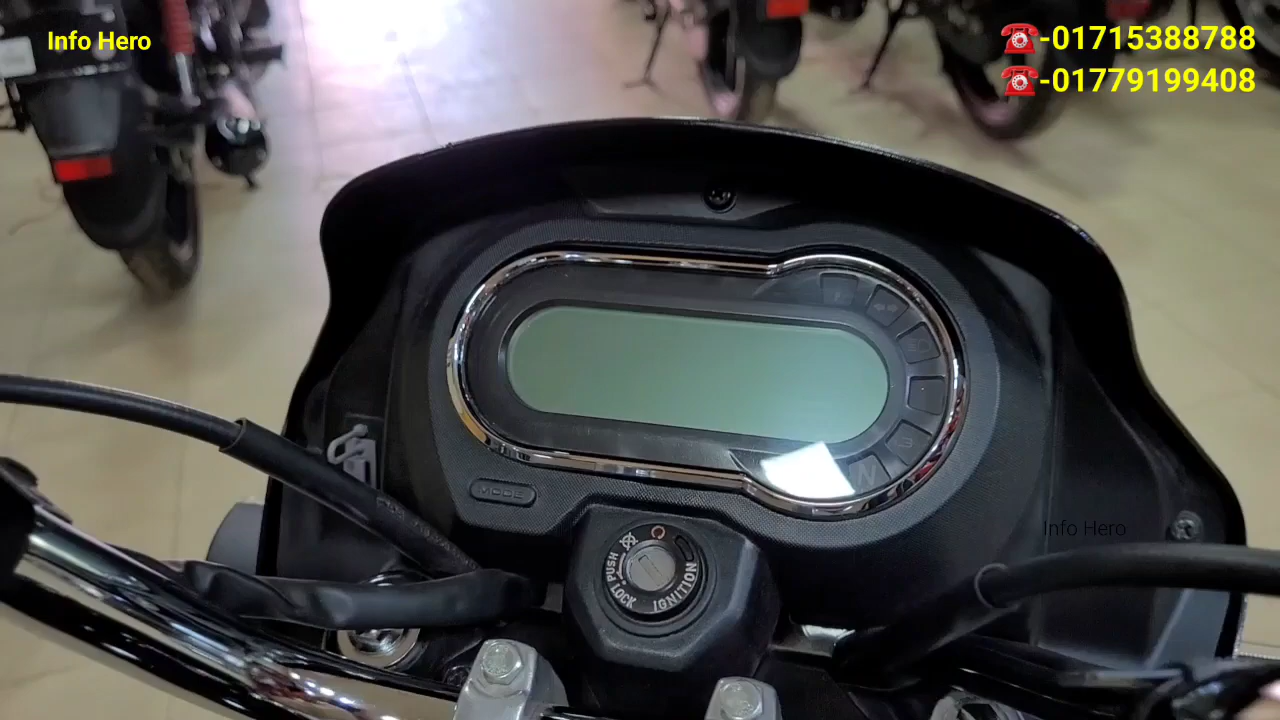 Info Hero
☎️-01715388788
☎️-01779199408
MODE
Info Hero
PUSH
LOCK
IGNITION